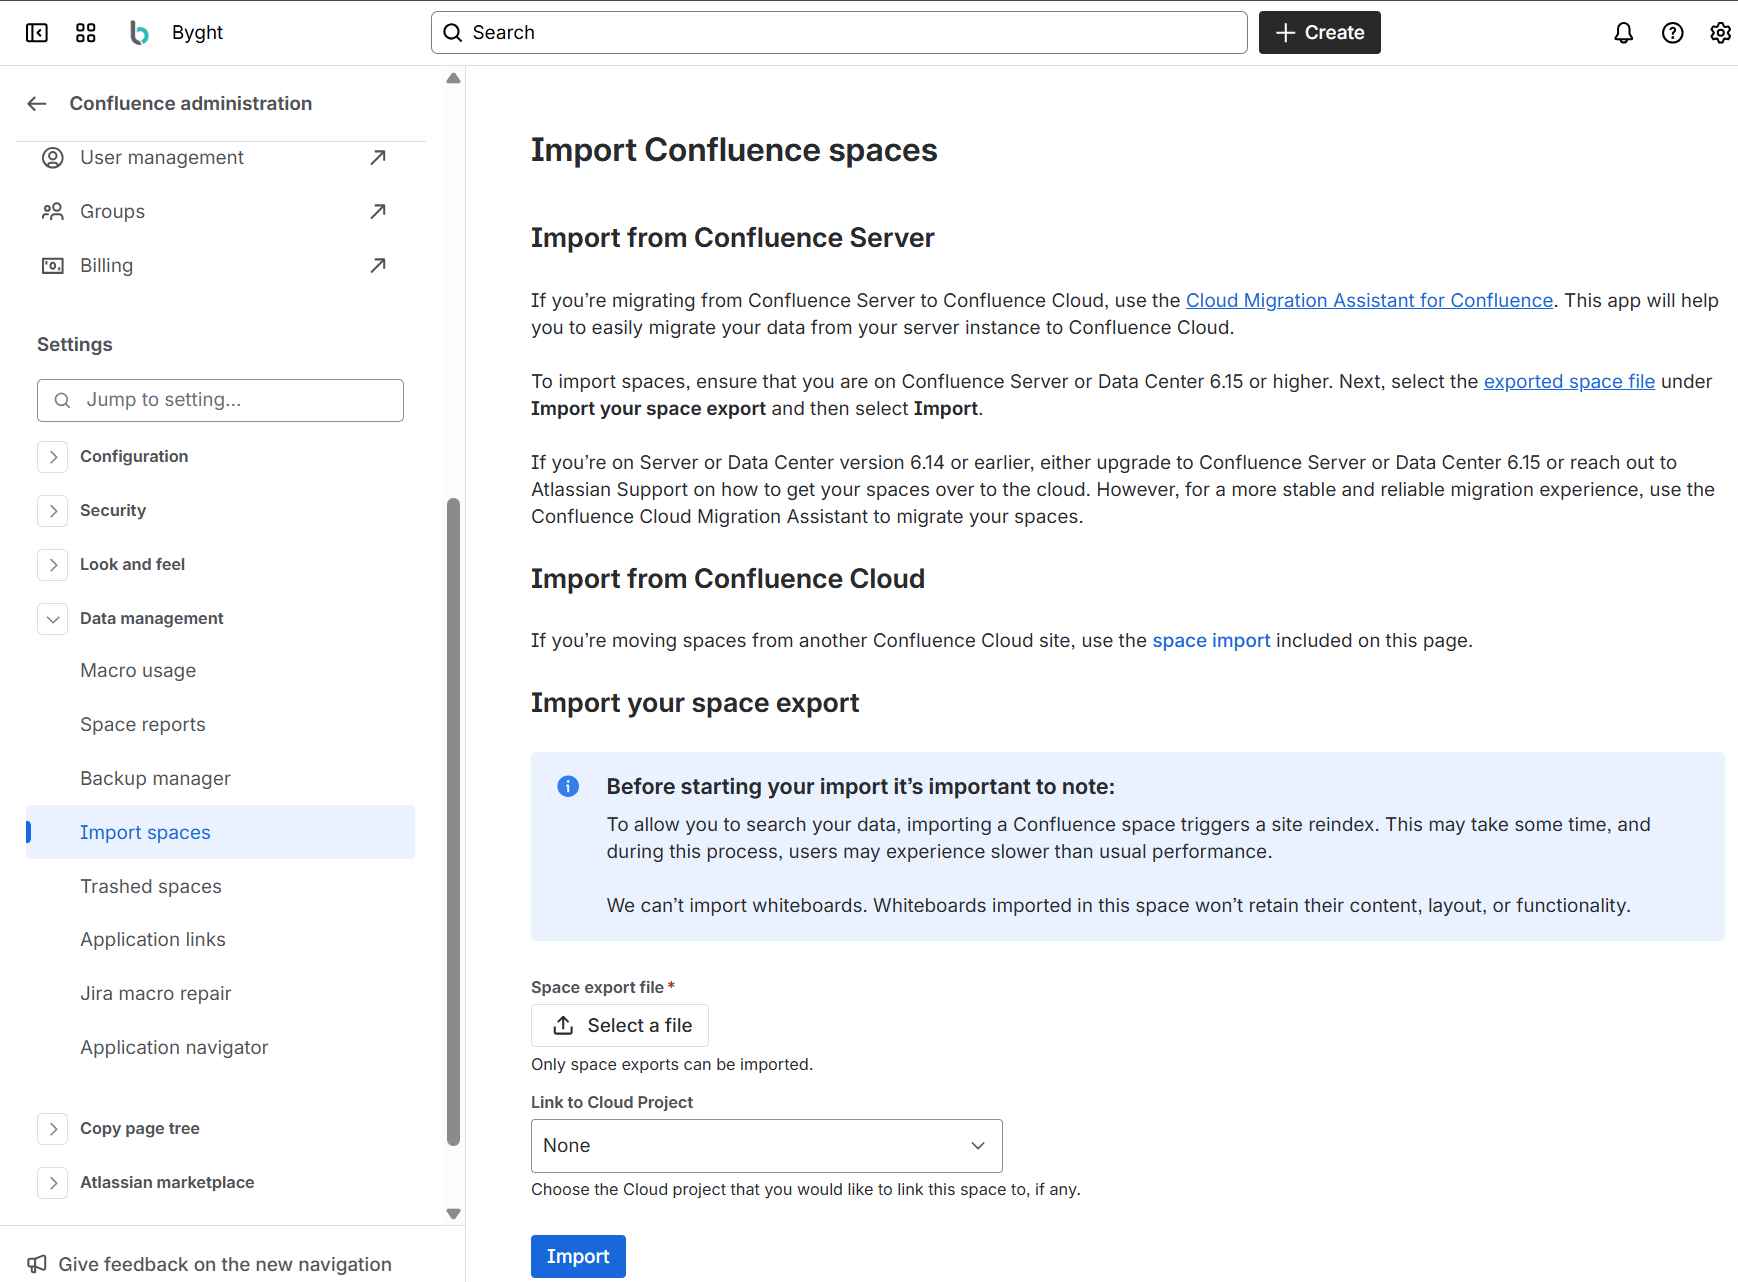 Byght
Search
Create
Confluence administration
User management
Groups
Billing
Settings
Jump to setting...
Configuration
Security
Look and feel
Data management
Macro usage
Space reports
Backup manager
Import spaces
Trashed spaces
Application links
Jira macro repair
Application navigator
Copy page tree
Atlassian marketplace
Give feedback on the new navigation
Import Confluence spaces
Import from Confluence Server
If you’re migrating from Confluence Server to Confluence Cloud, use the Cloud Migration Assistant for Confluence. This app will help
you to easily migrate your data from your server instance to Confluence Cloud.
To import spaces, ensure that you are on Confluence Server or Data Center 6.15 or higher. Next, select the exported space file under
Import your space export and then select Import.
If you’re on Server or Data Center version 6.14 or earlier, either upgrade to Confluence Server or Data Center 6.15 or reach out to
Atlassian Support on how to get your spaces over to the cloud. However, for a more stable and reliable migration experience, use the
Confluence Cloud Migration Assistant to migrate your spaces.
Import from Confluence Cloud
If you’re moving spaces from another Confluence Cloud site, use the space import included on this page.
Import your space export
Before starting your import it’s important to note:
To allow you to search your data, importing a Confluence space triggers a site reindex. This may take some time, and
during this process, users may experience slower than usual performance.
We can’t import whiteboards. Whiteboards imported in this space won’t retain their content, layout, or functionality.
Space export file *
Select a file
Only space exports can be imported.
Link to Cloud Project
None
Choose the Cloud project that you would like to link this space to, if any.
Import